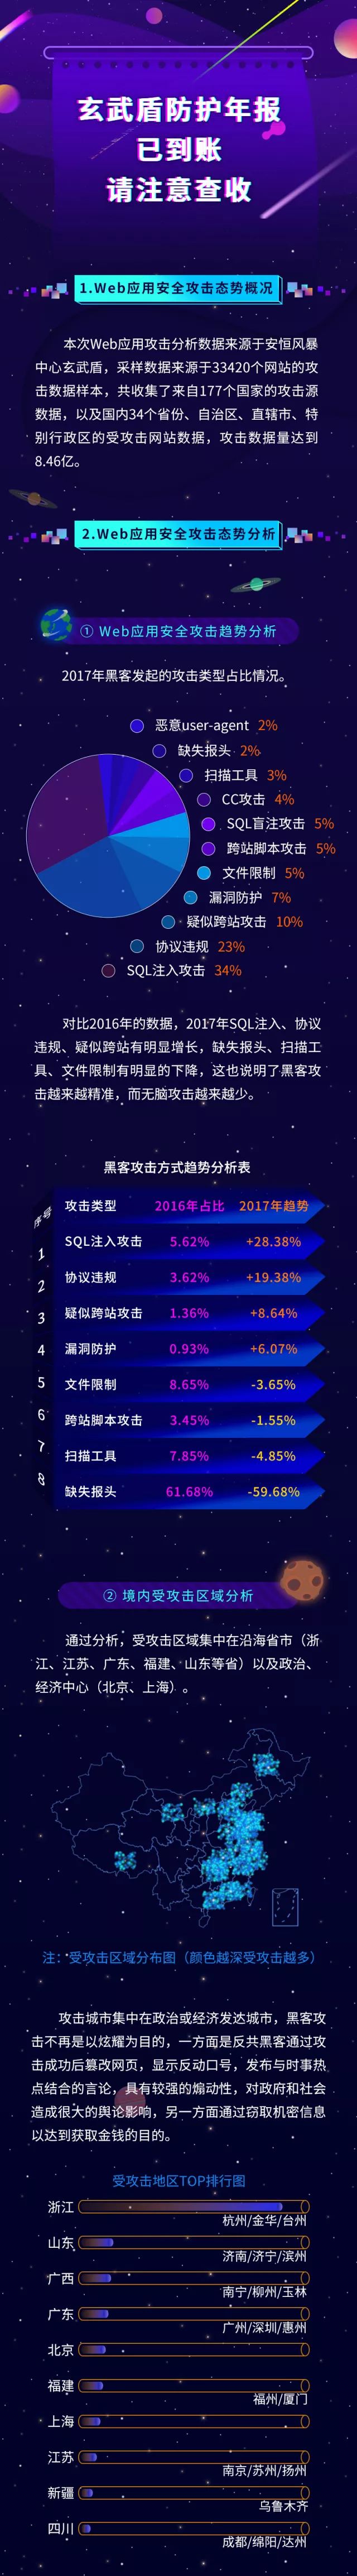 玄武盾防护年报
已到账
请注意查收
1.Web应用安全攻击态势概况
本次Web应用攻击分析数据来源于安恒风暴
中心玄武盾，采样数据来源于33420个网站的攻
击数据样本，共收集了来自177个国家的攻击源
数据，以及国内34个省份、自治区、直辖市、特
别行政区的受攻击网站数据，攻击数据量达到
8.46亿。
2.Web应用安全攻击态势分析
① Web应用安全攻击趋势分析
2017年黑客发起的攻击类型占比情况。
恶意user-agent 2%
缺失报头 2%
扫描工具 3%
CC攻击 4%
SQL盲注攻击 5%
跨站脚本攻击 5%
文件限制 5%
漏洞防护 7%
疑似跨站攻击 10%
协议违规 23%
SQL注入攻击 34%
对比2016年的数据，2017年SQL注入、协议
违规、疑似跨站有明显增长，缺失报头、扫描工
具、文件限制有明显的下降，这也说明了黑客攻
击越来越精准，而无脑攻击越来越少。
黑客攻击方式趋势分析表
序号 攻击类型 2016年占比 2017年趋势
1 SQL注入攻击 5.62% +28.38%
2 协议违规 3.62% +19.38%
3 疑似跨站攻击 1.36% +8.64%
4 漏洞防护 0.93% +6.07%
5 文件限制 8.65% -3.65%
6 跨站脚本攻击 3.45% -1.55%
7 扫描工具 7.85% -4.85%
8 缺失报头 61.68% -59.68%
② 境内受攻击区域分析
通过分析，受攻击区域集中在沿海省市（浙
江、江苏、广东、福建、山东等省）以及政治、
经济中心（北京、上海）。
注：受攻击区域分布图（颜色越深受攻击越多）
攻击城市集中在政治或经济发达城市，黑客攻
击不再是以炫耀为目的，一方面是反共黑客通过攻
击成功后篡改网页，显示反动口号，发布与时事热
点结合的言论，具有较强的煽动性，对政府和社会
造成很大的舆论影响，另一方面通过窃取机密信息
以达到获取金钱的目的。
受攻击地区TOP排行图
浙江
杭州/金华/台州
山东
济南/济宁/滨州
广西
南宁/柳州/玉林
广东
广州/深圳/惠州
北京
福建
福州/厦门
上海
江苏
南京/苏州/扬州
新疆
乌鲁木齐
四川
成都/绵阳/达州